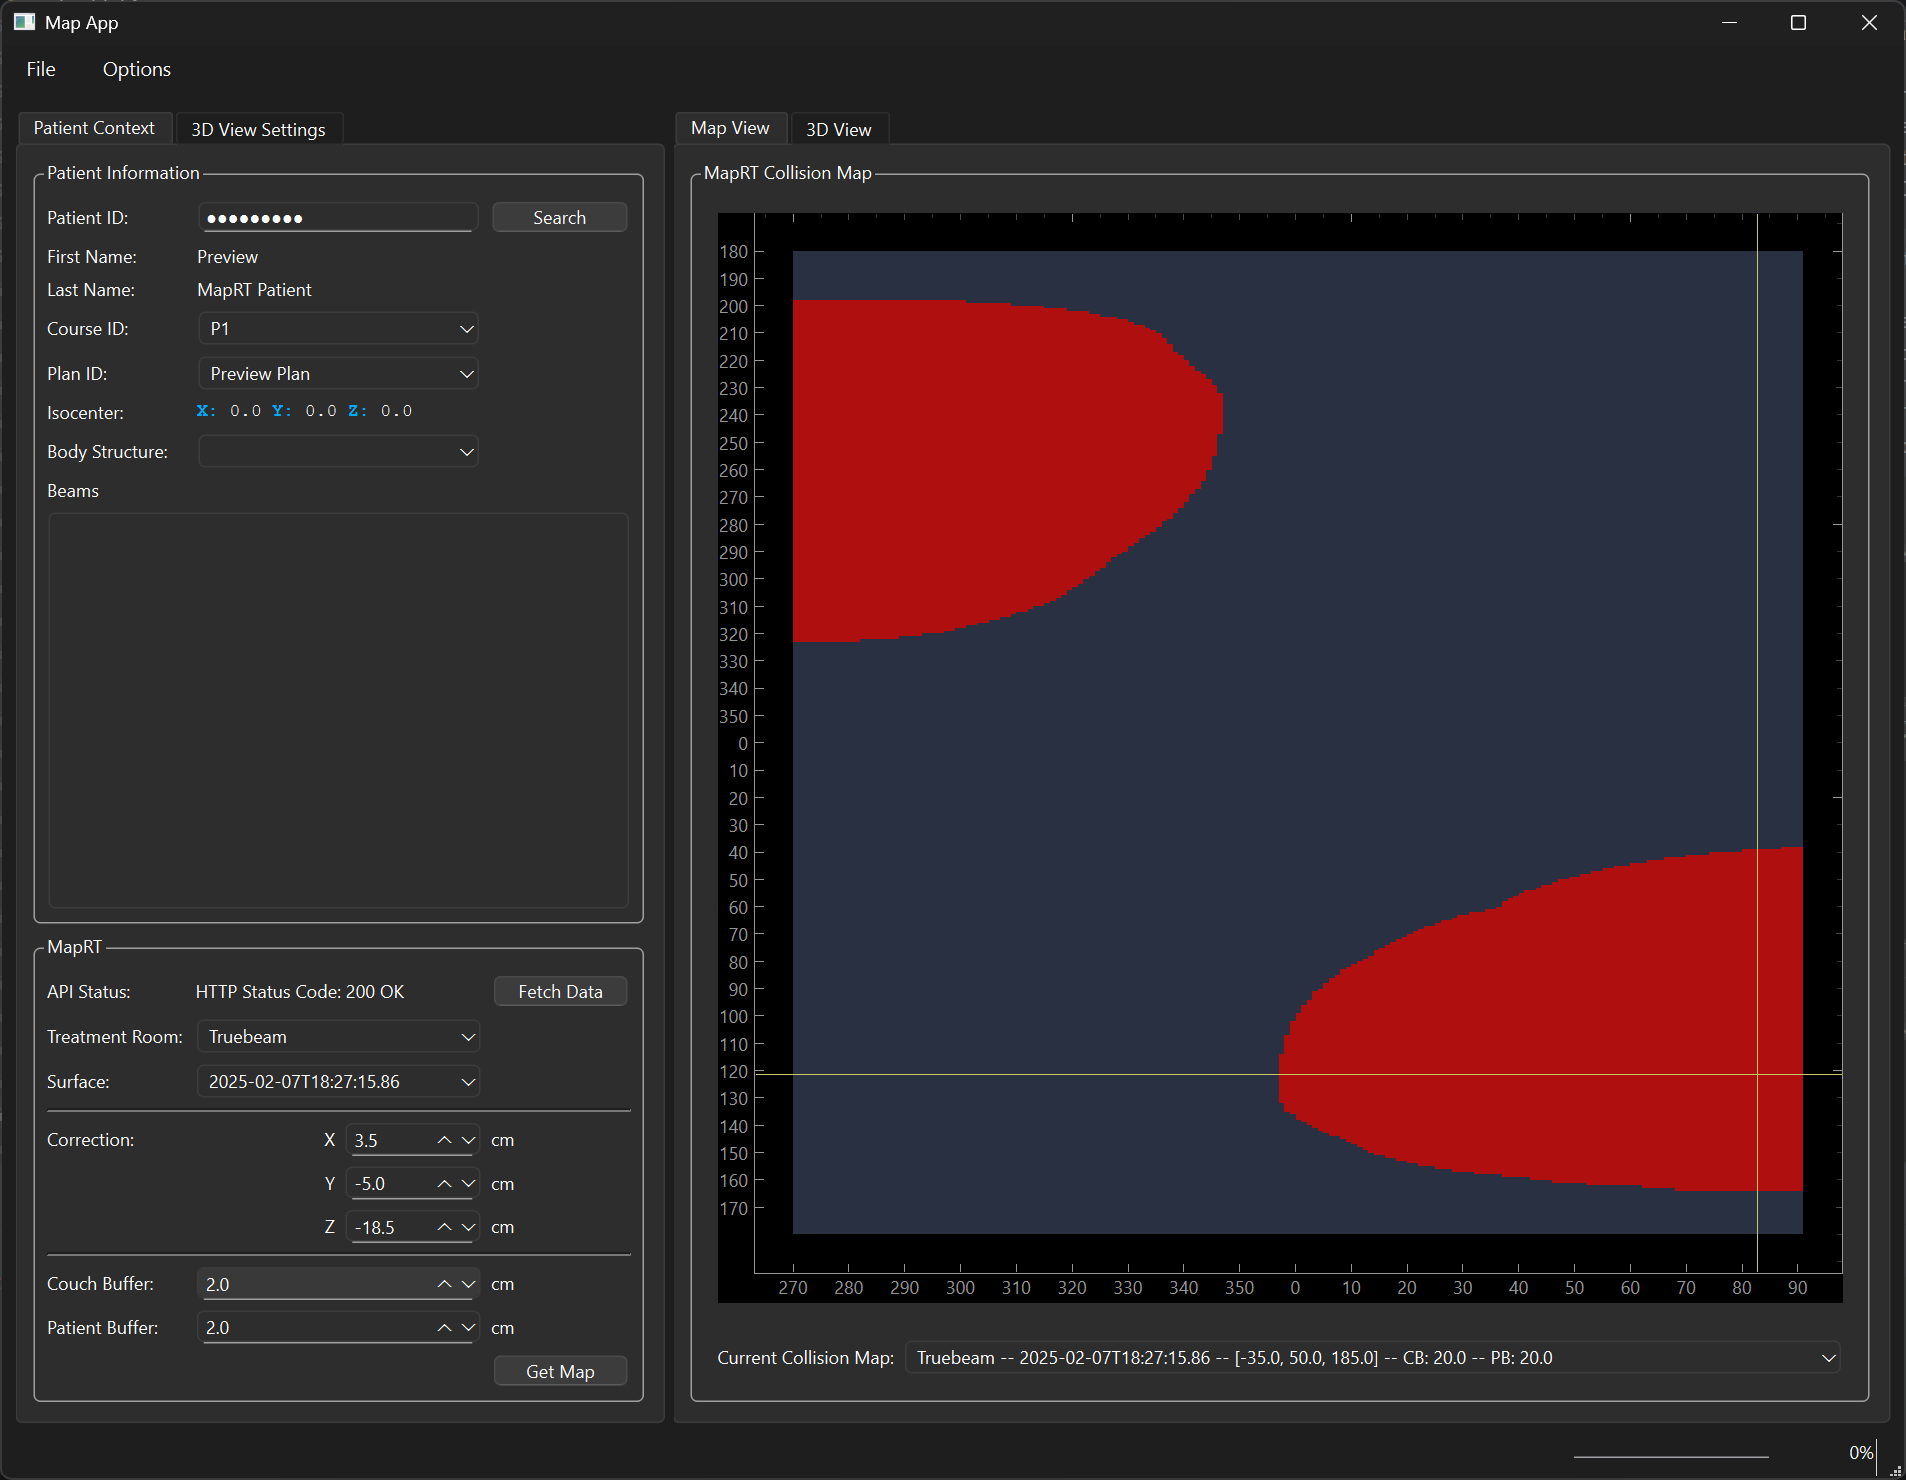 Map App
File Options
Patient Context 3D View Settings
Patient Information
Patient ID: ●●●●●●●●● Search
First Name: Preview
Last Name: MapRT Patient
Course ID: P1
Plan ID: Preview Plan
Isocenter: X: 0.0 Y: 0.0 Z: 0.0
Body Structure:
Beams
MapRT
API Status: HTTP Status Code: 200 OK Fetch Data
Treatment Room: Truebeam
Surface: 2025-02-07T18:27:15.86
Correction: X 3.5 cm
Y -5.0 cm
Z -18.5 cm
Couch Buffer: 2.0 cm
Patient Buffer: 2.0 cm
Get Map
Map View 3D View
MapRT Collision Map
180
190
200
210
220
230
240
250
260
270
280
290
300
310
320
330
340
350
0
10
20
30
40
50
60
70
80
90
100
110
120
130
140
150
160
170
270 280 290 300 310 320 330 340 350 0 10 20 30 40 50 60 70 80 90
Current Collision Map: Truebeam -- 2025-02-07T18:27:15.86 -- [-35.0, 50.0, 185.0] -- CB: 20.0 -- PB: 20.0
0%